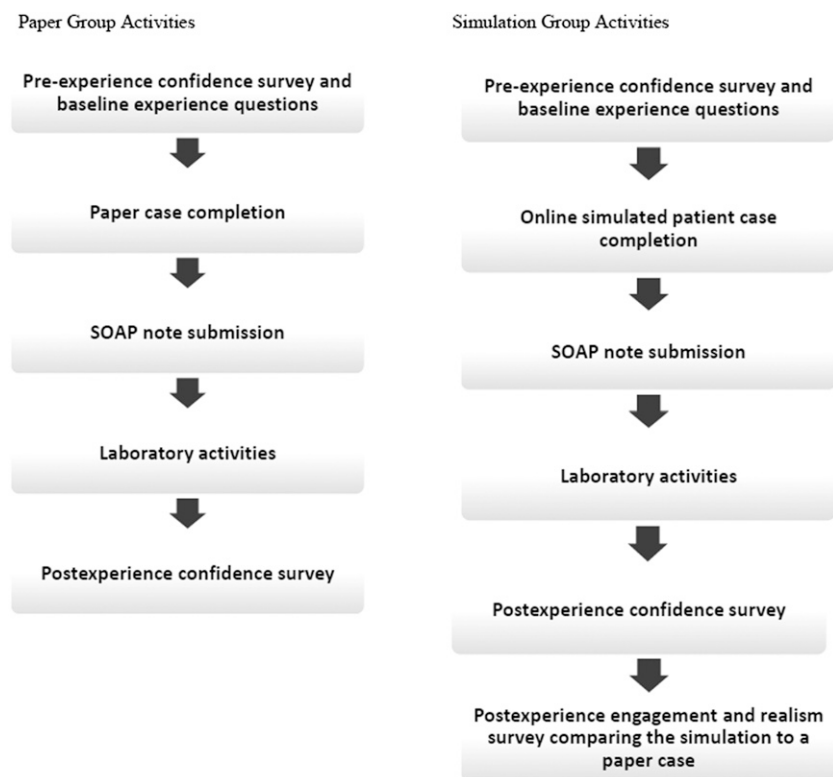 Paper Group Activities
Pre-experience confidence survey and
baseline experience questions
Paper case completion
SOAP note submission
Laboratory activities
Postexperience confidence survey
Simulation Group Activities
Pre-experience confidence survey and
baseline experience questions
Online simulated patient case
completion
SOAP note submission
Laboratory activities
Postexperience confidence survey
Postexperience engagement and realism
survey comparing the simulation to a
paper case